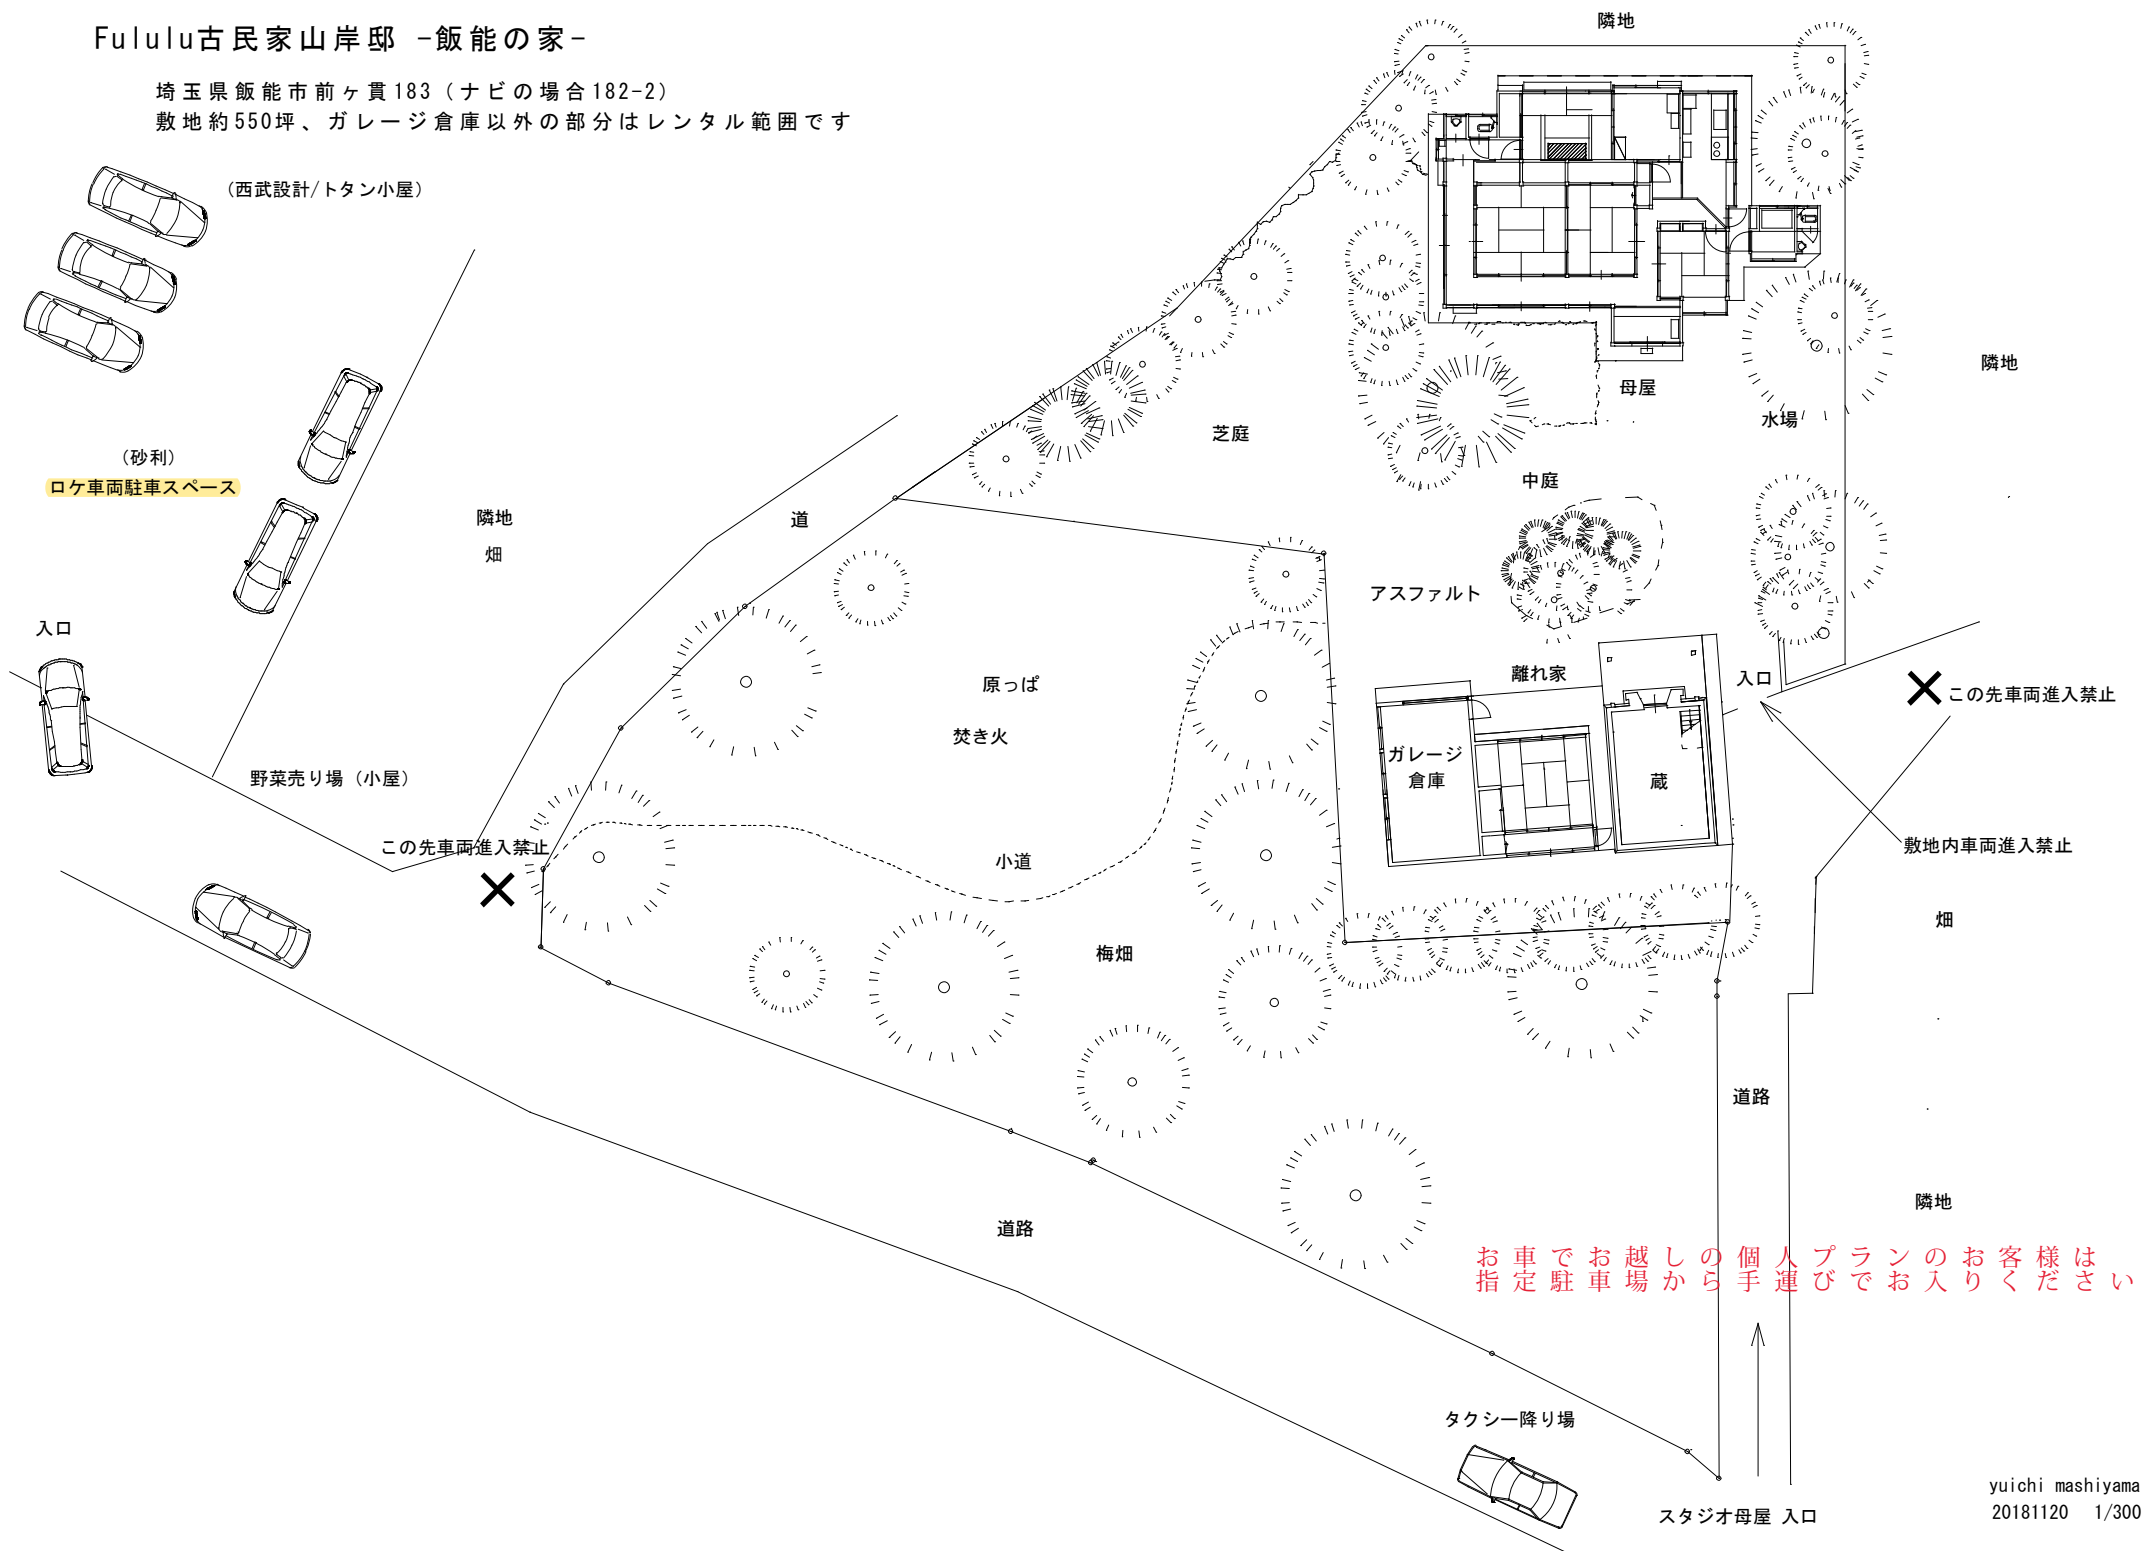 Fululu古民家山岸邸 -飯能の家-
埼玉県飯能市前ヶ貫183（ナビの場合182-2）
敷地約550坪、ガレージ倉庫以外の部分はレンタル範囲です
隣地
（西武設計/トタン小屋）
隣地
母屋
水場
芝庭
（砂利）
ロケ車両駐車スペース
中庭
隣地
畑
道
アスファルト
入口
離れ家
入口
原っぱ
この先車両進入禁止
焚き火
ガレージ
倉庫
蔵
野菜売り場（小屋）
この先車両進入禁止
小道
敷地内車両進入禁止
畑
梅畑
道路
隣地
道路
お車でお越しの個人プランのお客様は
指定駐車場から手運びでお入りください
タクシー降り場
スタジオ母屋 入口
yuichi mashiyama
20181120 1/300